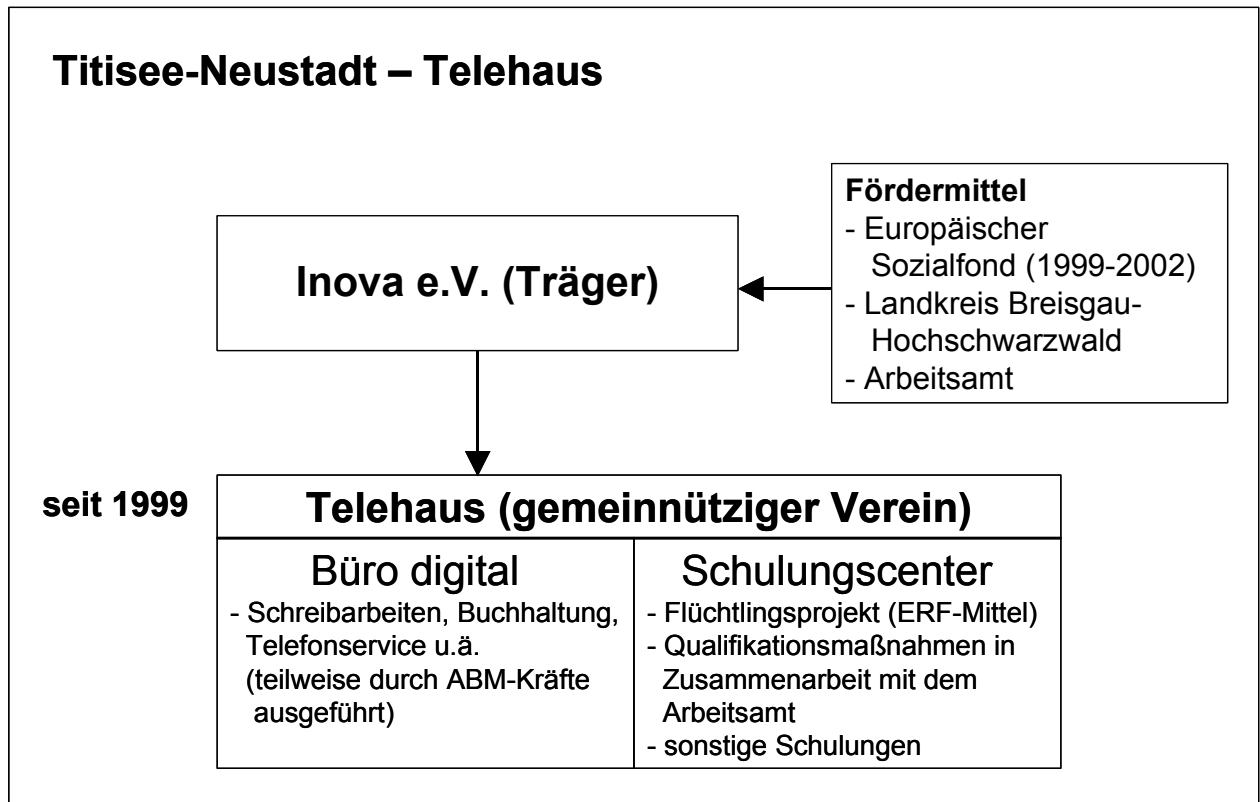 Titisee-Neustadt – Telehaus
Inova e.V. (Träger)
Fördermittel
- Europäischer
Sozialfond (1999-2002)
- Landkreis Breisgau-
Hochschwarzwald
- Arbeitsamt
seit 1999
Telehaus (gemeinnütziger Verein)
Büro digital
- Schreibarbeiten, Buchhaltung,
Telefonservice u.ä.
(teilweise durch ABM-Kräfte
ausgeführt)
Schulungscenter
- Flüchtlingsprojekt (ERF-Mittel)
- Qualifikationsmaßnahmen in
Zusammenarbeit mit dem
Arbeitsamt
- sonstige Schulungen